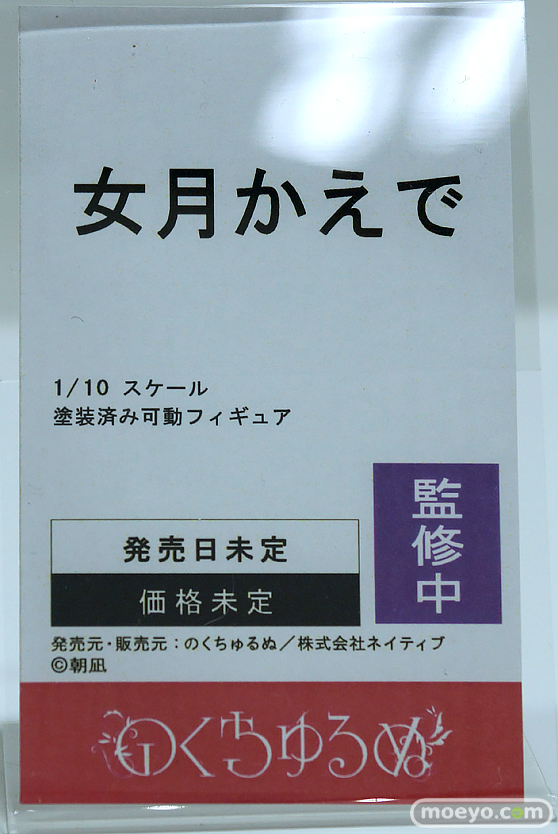 女月かえで
1/10 スケール
塗装済み可動フィギュア
監修中
発売日未定
価格未定
発売元・販売元：のくちゅるぬ／株式会社ネイティブ
©朝凪
のくちゅるぬ
moeyo.com